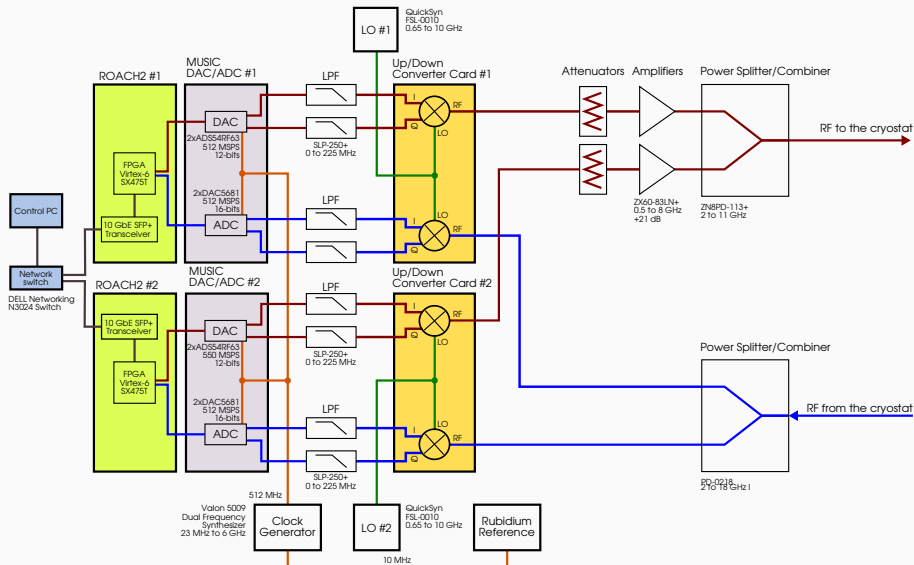 QuickSyn
FSL-0010
0.65 to 10 GHz
LO #1
ROACH2 #1
MUSIC
DAC/ADC #1
LPF
Up/Down
Converter Card #1
Attenuators
Amplifiers
Power Splitter/Combiner
DAC
2xADS54RF63
512 MSPS
12-bits
I
Q
RF
LO
SLP-250+
0 to 225 MHz
RF to the cryostat
FPGA
Virtex-6
SX475T
2xDAC5681
512 MSPS
16-bits
ADC
LPF
I
Q
LO
RF
ZX60-83LN+
0.5 to 8 GHz
+21 dB
ZN8PD-113+
2 to 11 GHz
Control PC
10 GbE SFP+
Transceiver
Network
switch
DELL Networking
N3024 Switch
ROACH2 #2
MUSIC
DAC/ADC #2
LPF
Up/Down
Converter Card #2
10 GbE SFP+
Transceiver
DAC
2xADS54RF63
550 MSPS
12-bits
I
Q
RF
LO
SLP-250+
0 to 225 MHz
Power Splitter/Combiner
FPGA
Virtex-6
SX475T
2xDAC5681
512 MSPS
16-bits
ADC
LPF
I
Q
LO
RF
RF from the cryostat
SLP-250+
0 to 225 MHz
PD-0218
2 to 18 GHz I
512 MHz
Valon 5009
Dual Frequency
Synthesizer
23 MHz to 6 GHz
Clock
Generator
LO #2
QuickSyn
FSL-0010
0.65 to 10 GHz
Rubidium
Reference
10 MHz